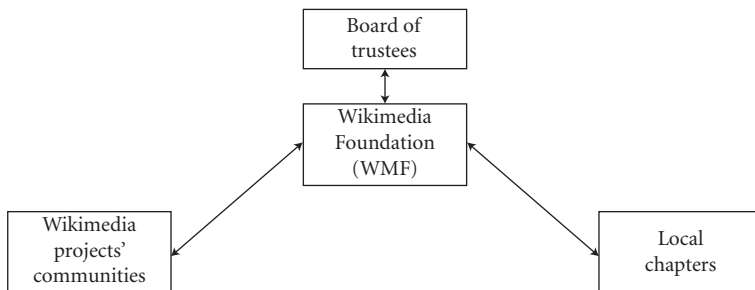 Board of
trustees
Wikimedia
Foundation
(WMF)
Wikimedia
projects’
communities
Local
chapters